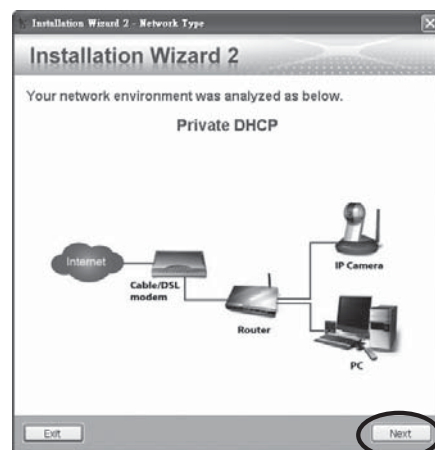 Installation Wizard 2 - Network Type
Installation Wizard 2
Your network environment was analyzed as below.
Private DHCP
Internet
Cable/DSL
modem
IP Camera
Router
PC
Exit
Next